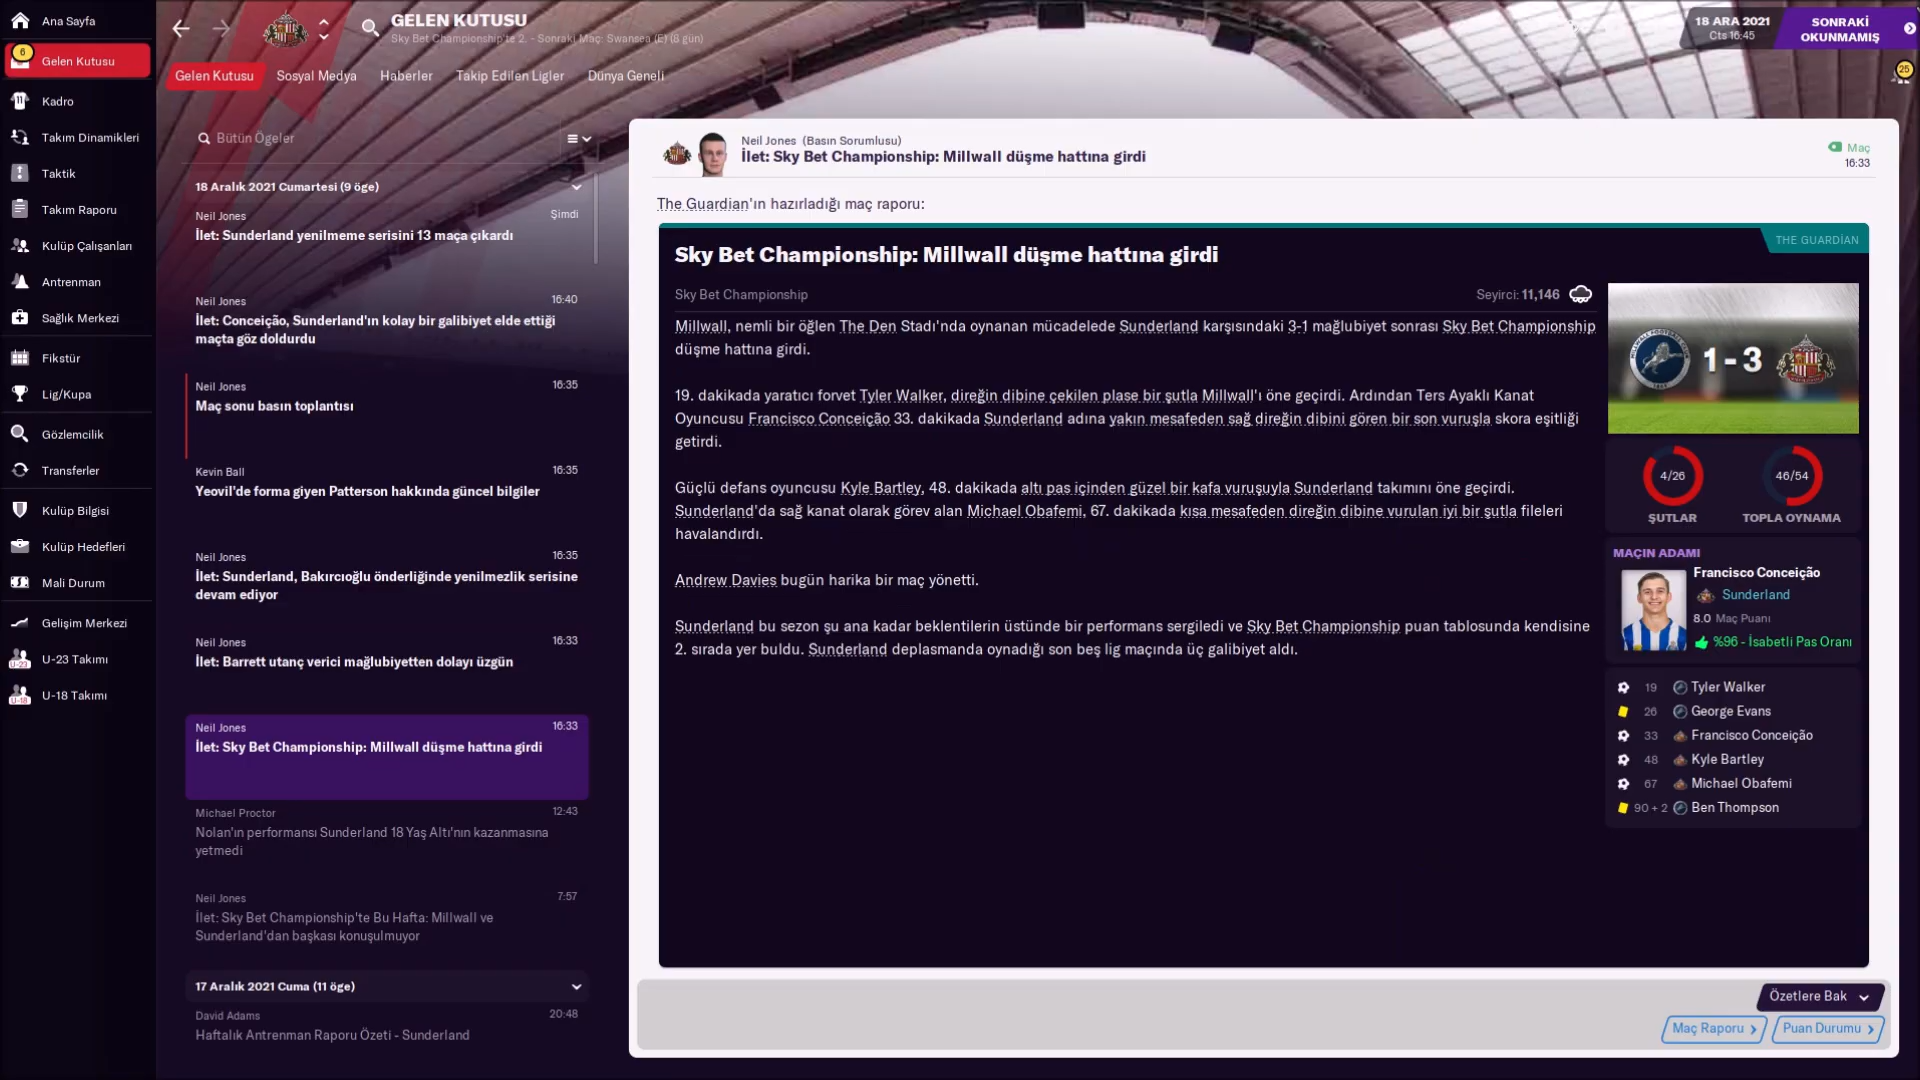 Ana Sayfa
6
Gelen Kutusu
Kadro
Takım Dinamikleri
Taktik
Takım Raporu
Kulüp Çalışanları
Antrenman
Sağlık Merkezi
Fikstür
Lig/Kupa
Gözlemcilik
Transferler
Kulüp Bilgisi
Kulüp Hedefleri
Mali Durum
Gelişim Merkezi
U-23 Takımı
U-18 Takımı
GELEN KUTUSU
Sky Bet Championship'te 2. - Sonraki Maç: Swansea (E) (8 gün)
18 ARA 2021
Cts 16:45
SONRAKİ
OKUNMAMIŞ
25
Gelen Kutusu Sosyal Medya Haberler Takip Edilen Ligler Dünya Geneli
Bütün Ögeler
18 Aralık 2021 Cumartesi (9 öge)
Neil Jones Şimdi
İlet: Sunderland yenilmeme serisini 13 maça çıkardı
Neil Jones 16:40
İlet: Conceição, Sunderland'ın kolay bir galibiyet elde ettiği
maçta göz doldurdu
Neil Jones 16:35
Maç sonu basın toplantısı
Kevin Ball 16:35
Yeovil'de forma giyen Patterson hakkında güncel bilgiler
Neil Jones 16:35
İlet: Sunderland, Bakırcıoğlu önderliğinde yenilmezlik serisine
devam ediyor
Neil Jones 16:33
İlet: Barrett utanç verici mağlubiyetten dolayı üzgün
Neil Jones 16:33
İlet: Sky Bet Championship: Millwall düşme hattına girdi
Michael Proctor 12:43
Nolan'ın performansı Sunderland 18 Yaş Altı'nın kazanmasına
yetmedi
Neil Jones 7:57
İlet: Sky Bet Championship'te Bu Hafta: Millwall ve
Sunderland'dan başkası konuşulmuyor
17 Aralık 2021 Cuma (11 öge)
David Adams 20:48
Haftalık Antrenman Raporu Özeti - Sunderland
Neil Jones (Basın Sorumlusu)
İlet: Sky Bet Championship: Millwall düşme hattına girdi
Maç
16:33
The Guardian'ın hazırladığı maç raporu:
THE GUARDİAN
Sky Bet Championship: Millwall düşme hattına girdi
Sky Bet Championship Seyirci: 11,146
Millwall, nemli bir öğlen The Den Stadı'nda oynanan mücadelede Sunderland karşısındaki 3-1 mağlubiyet sonrası Sky Bet Championship
düşme hattına girdi.
19. dakikada yaratıcı forvet Tyler Walker, direğin dibine çekilen plase bir şutla Millwall'ı öne geçirdi. Ardından Ters Ayaklı Kanat
Oyuncusu Francisco Conceição 33. dakikada Sunderland adına yakın mesafeden sağ direğin dibini gören bir son vuruşla skora eşitliği
getirdi.
Güçlü defans oyuncusu Kyle Bartley, 48. dakikada altı pas içinden güzel bir kafa vuruşuyla Sunderland takımını öne geçirdi.
Sunderland'da sağ kanat olarak görev alan Michael Obafemi, 67. dakikada kısa mesafeden direğin dibine vurulan iyi bir şutla fileleri
havalandırdı.
Andrew Davies bugün harika bir maç yönetti.
Sunderland bu sezon şu ana kadar beklentilerin üstünde bir performans sergiledi ve Sky Bet Championship puan tablosunda kendisine
2. sırada yer buldu. Sunderland deplasmanda oynadığı son beş lig maçında üç galibiyet aldı.
1 - 3
4/26 46/54
ŞUTLAR TOPLA OYNAMA
MAÇIN ADAMI
Francisco Conceição
Sunderland
8.0 Maç Puanı
%96 - İsabetli Pas Oranı
19 Tyler Walker
26 George Evans
33 Francisco Conceição
48 Kyle Bartley
67 Michael Obafemi
90 + 2 Ben Thompson
Özetlere Bak
Maç Raporu Puan Durumu